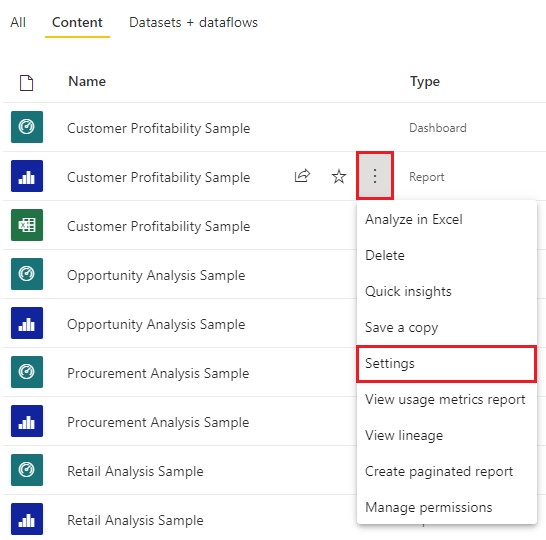 All Content Datasets + dataflows
Name Type
Customer Profitability Sample Dashboard
Customer Profitability Sample Report
Customer Profitability Sample
Opportunity Analysis Sample
Opportunity Analysis Sample
Procurement Analysis Sample
Procurement Analysis Sample
Retail Analysis Sample
Retail Analysis Sample
Analyze in Excel
Delete
Quick insights
Save a copy
Settings
View usage metrics report
View lineage
Create paginated report
Manage permissions